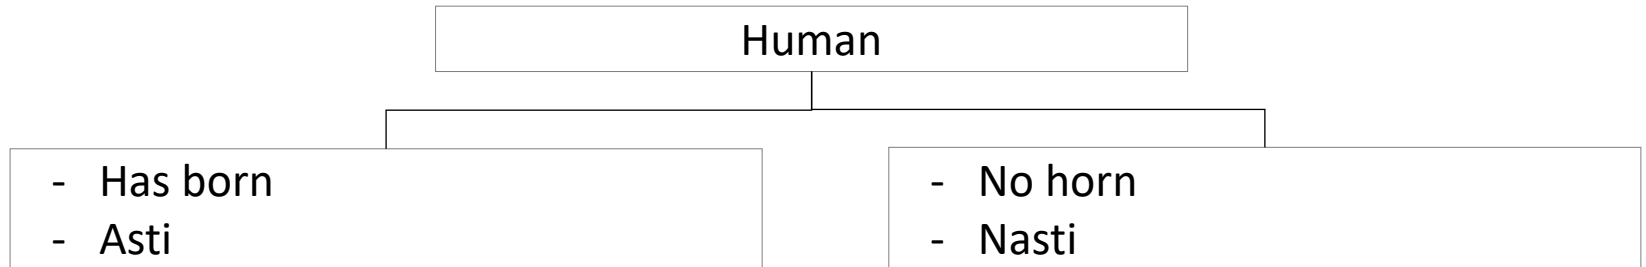 Human
- Has born
- Asti
- No horn
- Nasti